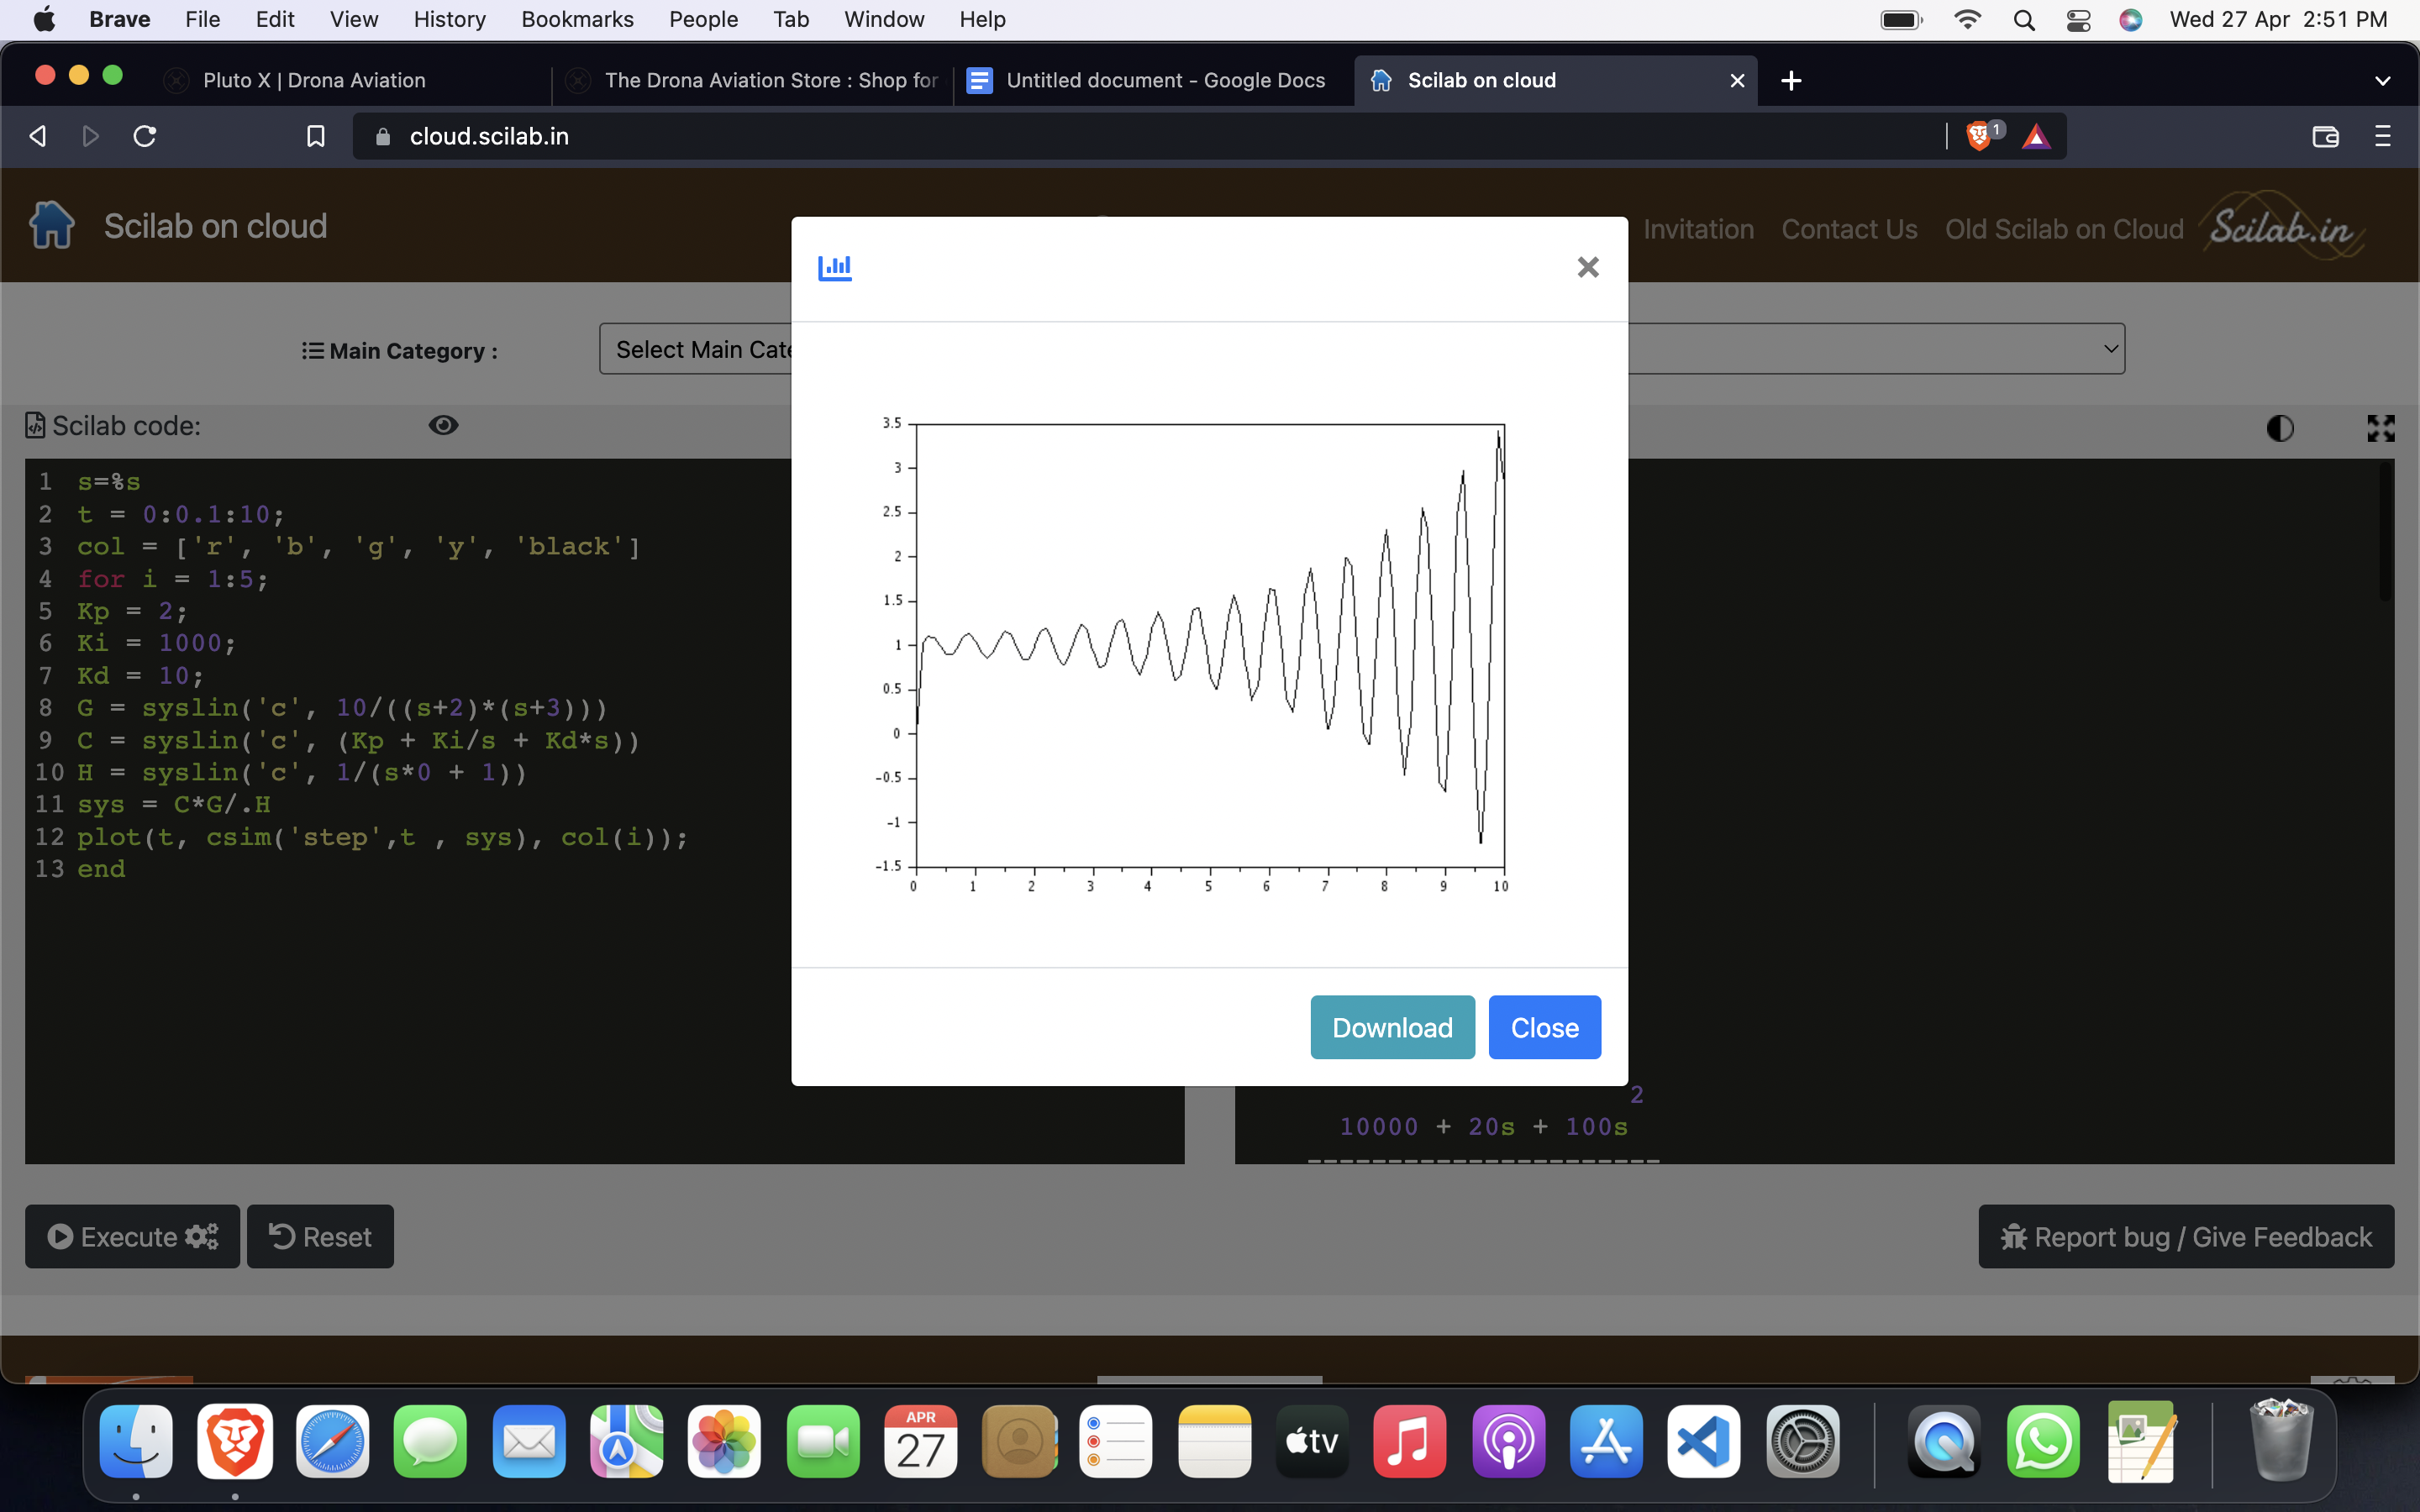 Brave File Edit View History Bookmarks People Tab Window Help Wed 27 Apr 2:51 PM
Pluto X | Drona Aviation The Drona Aviation Store : Shop for Untitled document - Google Docs Scilab on cloud
cloud.scilab.in 1
Scilab on cloud Invitation Contact Us Old Scilab on Cloud Scilab.in
Main Category : Select Main Cate
Scilab code:
1 s=%s
2 t = 0:0.1:10;
3 col = ['r', 'b', 'g', 'y', 'black']
4 for i = 1:5;
5 Kp = 2;
6 Ki = 1000;
7 Kd = 10;
8 G = syslin('c', 10/((s+2)*(s+3)))
9 C = syslin('c', (Kp + Ki/s + Kd*s))
10 H = syslin('c', 1/(s*0 + 1))
11 sys = C*G/.H
12 plot(t, csim('step',t , sys), col(i));
13 end
3.5
3
2.5
2
1.5
1
0.5
0
-0.5
-1
-1.5
0 1 2 3 4 5 6 7 8 9 10
Download Close
2
10000 + 20s + 100s
----------------------
Execute Reset Report bug / Give Feedback
APR
27
tv